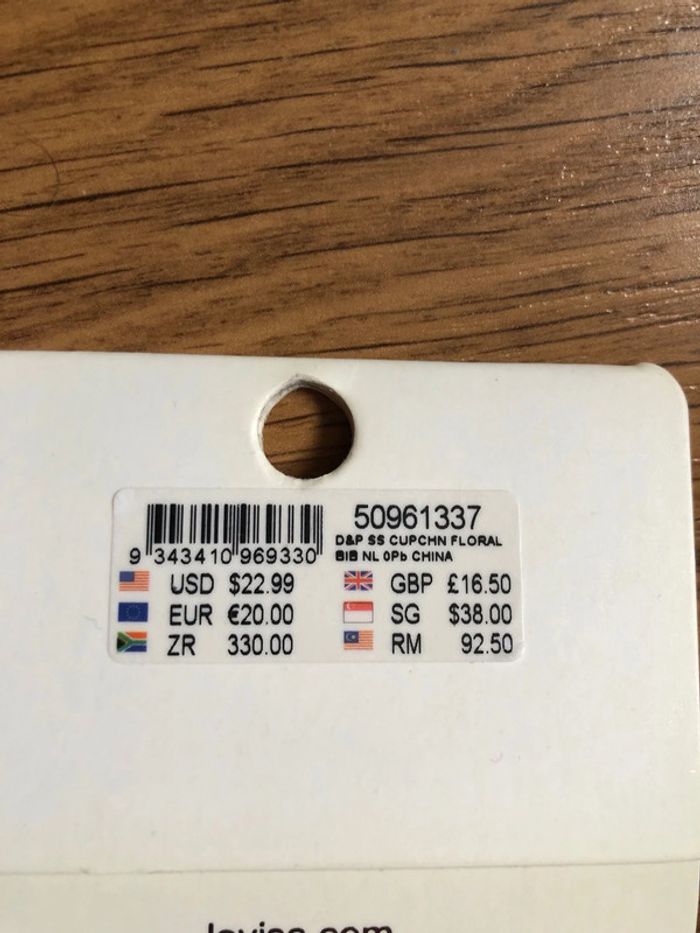 50961337
D&P SS CUPCHN FLORAL
BIB NL 0Pb CHINA
9 343410 969330
USD $22.99
GBP £16.50
EUR €20.00
SG $38.00
ZR 330.00
RM 92.50